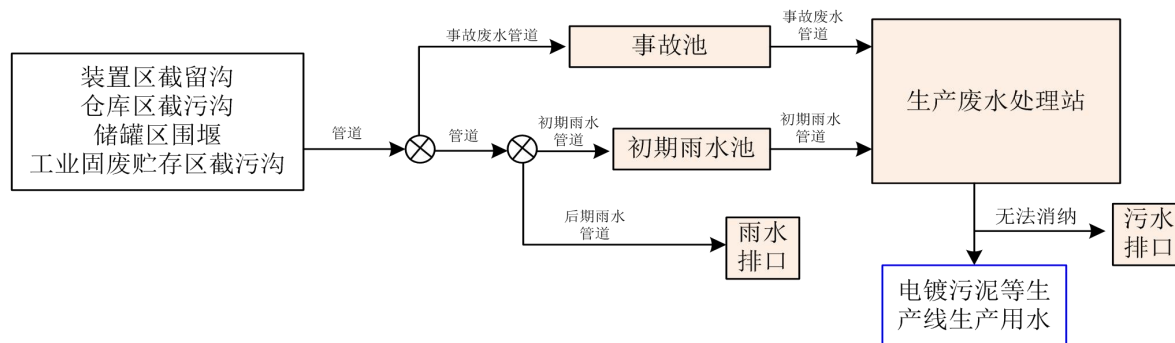 装置区截留沟
仓库区截污沟
储罐区围堰
工业固废贮存区截污沟
管道
事故废水管道
事故池
事故废水
管道
生产废水处理站
管道
初期雨水
管道
初期雨水池
初期雨水
管道
后期雨水
管道
雨水
排口
无法消纳
污水
排口
电镀污泥等生
产线生产用水